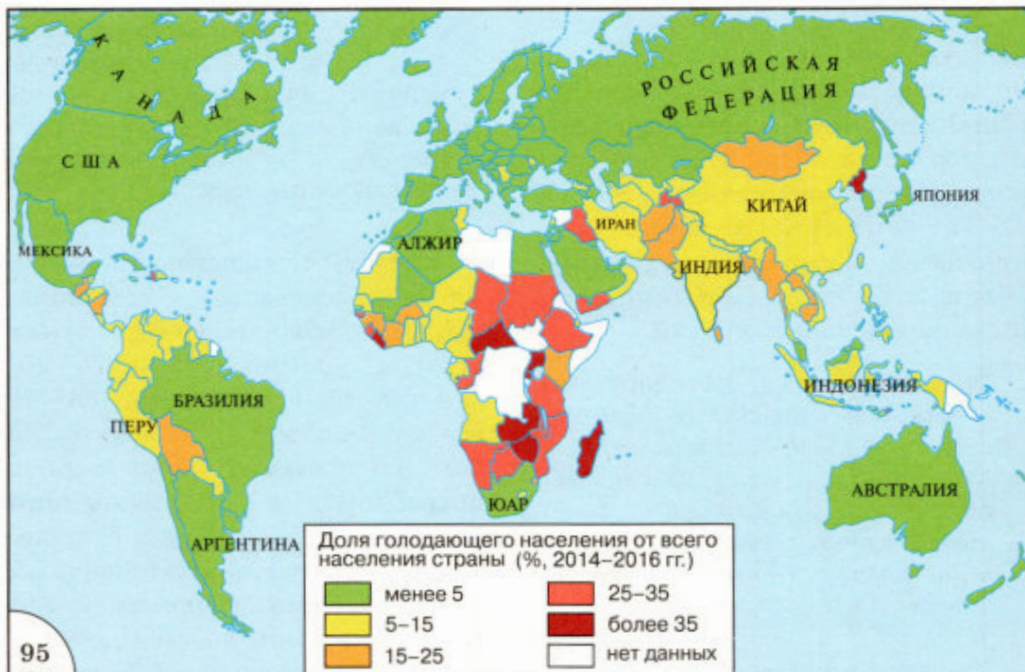 КАНАДА
РОССИЙСКАЯ
ФЕДЕРАЦИЯ
США
ЯПОНИЯ
КИТАЙ
ИРАН
МЕКСИКА
АЛЖИР
ИНДИЯ
ИНДОНЕЗИЯ
БРАЗИЛИЯ
ПЕРУ
АВСТРАЛИЯ
ЮАР
АРГЕНТИНА
Доля голодающего населения от всего
населения страны (%, 2014–2016 гг.)
менее 5
25–35
5–15
более 35
15–25
нет данных
95